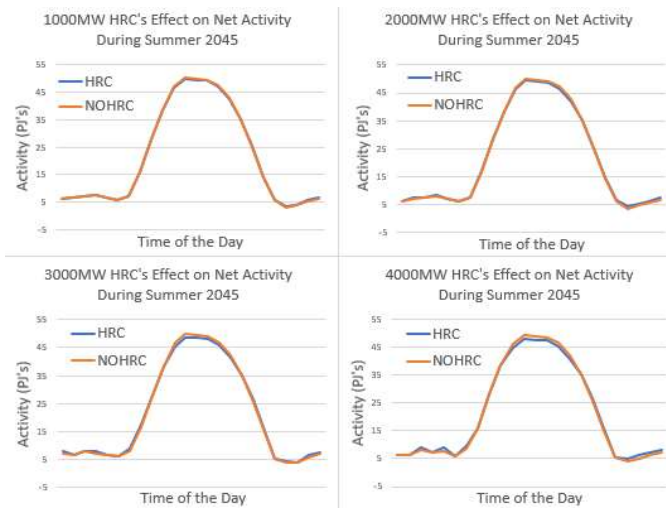 1000MW HRC's Effect on Net Activity
During Summer 2045
55
45
35
25
15
5
-5
Activity (PJ's)
HRC
NOHRC
Time of the Day
2000MW HRC's Effect on Net Activity
During Summer 2045
55
45
35
25
15
5
-5
Activity (PJ's)
HRC
NOHRC
Time of the Day
3000MW HRC's Effect on Net Activity
During Summer 2045
55
45
35
25
15
5
-5
Activity (PJ's)
HRC
NOHRC
Time of the Day
4000MW HRC's Effect on Net Activity
During Summer 2045
55
45
35
25
15
5
-5
Activity (PJ's)
HRC
NOHRC
Time of the Day